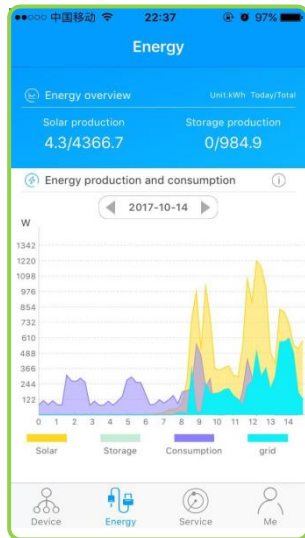 中国移动 22:37 97%
Energy
Energy overview Unit:kWh Today/Total
Solar production Storage production
4.3/4366.7 0/984.9
Energy production and consumption
2017-10-14
W
1342
1220
1098
976
854
732
610
488
366
244
122
0 1 2 3 4 5 6 7 8 9 10 11 12 13 14
Solar Storage Consumption grid
Device Energy Service Me